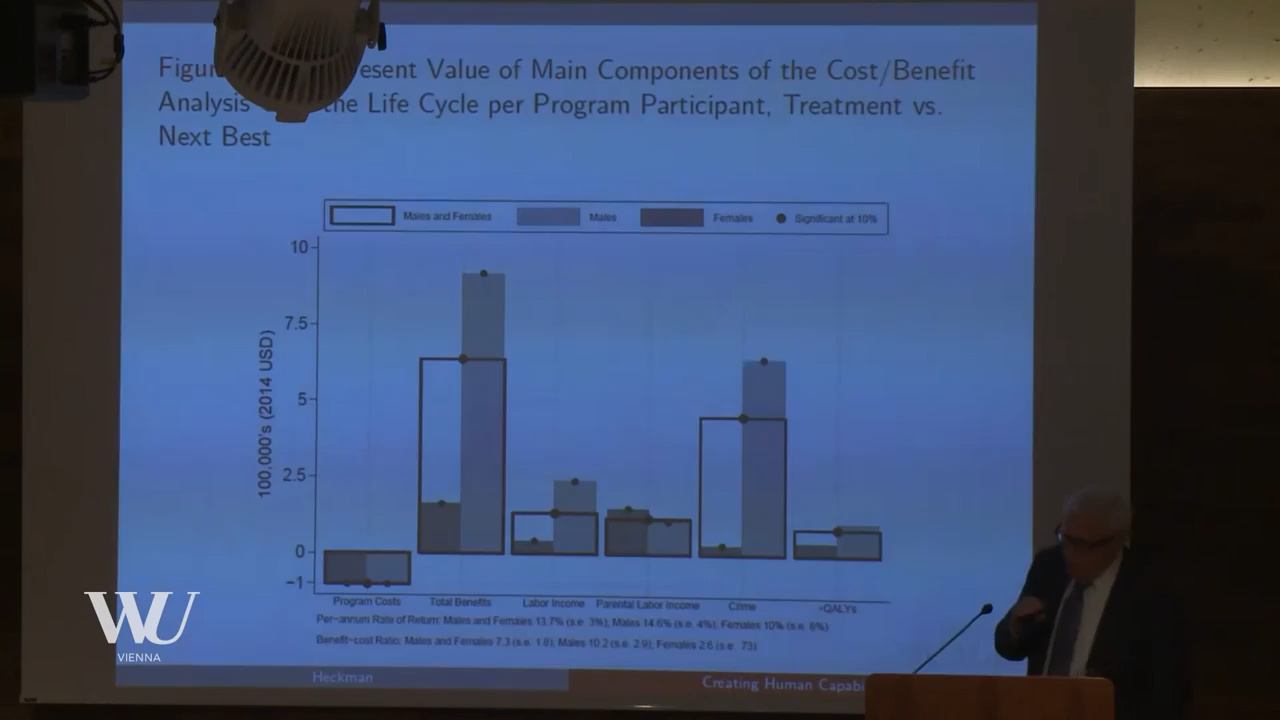 Figur esent Value of Main Components of the Cost/Benefit
Analysis the Life Cycle per Program Participant, Treatment vs.
Next Best
Males and Females Males Females Significant at 10%
10
7.5
5
2.5
0
−1
100,000's (2014 USD)
Program Costs Total Benefits Labor Income Parental Labor Income Crime *QALYs
Per-annum Rate of Return: Males and Females 13.7% (s.e. 3%), Males 14.6% (s.e. 4%), Females 10% (s.e. 8%)
Benefit-cost Ratio: Males and Females 7.3 (s.e. 1.8), Males 10.2 (s.e. 2.9), Females 2.6 (s.e. .73)
Heckman Creating Human Capabi
WU
VIENNA